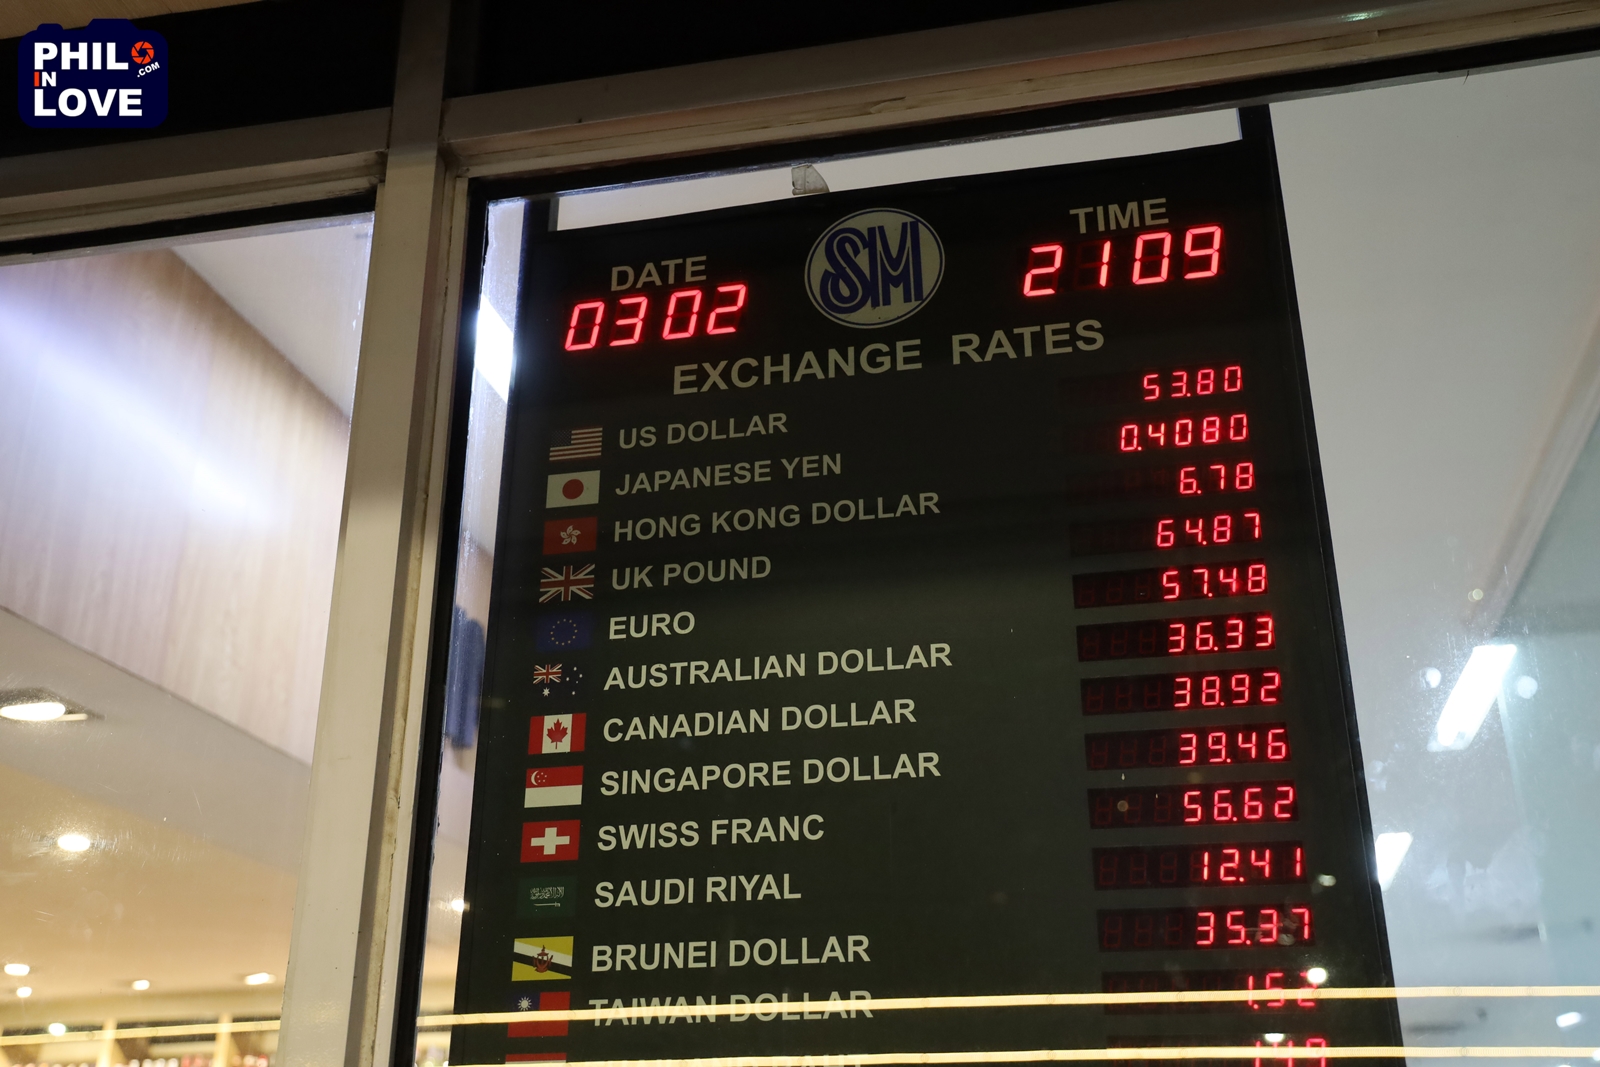 PHIL
IN
.COM
LOVE
DATE
0302
SM
TIME
2109
EXCHANGE RATES
US DOLLAR 53.80
JAPANESE YEN 0.4080
HONG KONG DOLLAR 6.78
UK POUND 64.87
EURO 57.48
AUSTRALIAN DOLLAR 36.33
CANADIAN DOLLAR 38.92
SINGAPORE DOLLAR 39.46
SWISS FRANC 56.62
SAUDI RIYAL 12.41
BRUNEI DOLLAR 35.37
TAIWAN DOLLAR 1.52